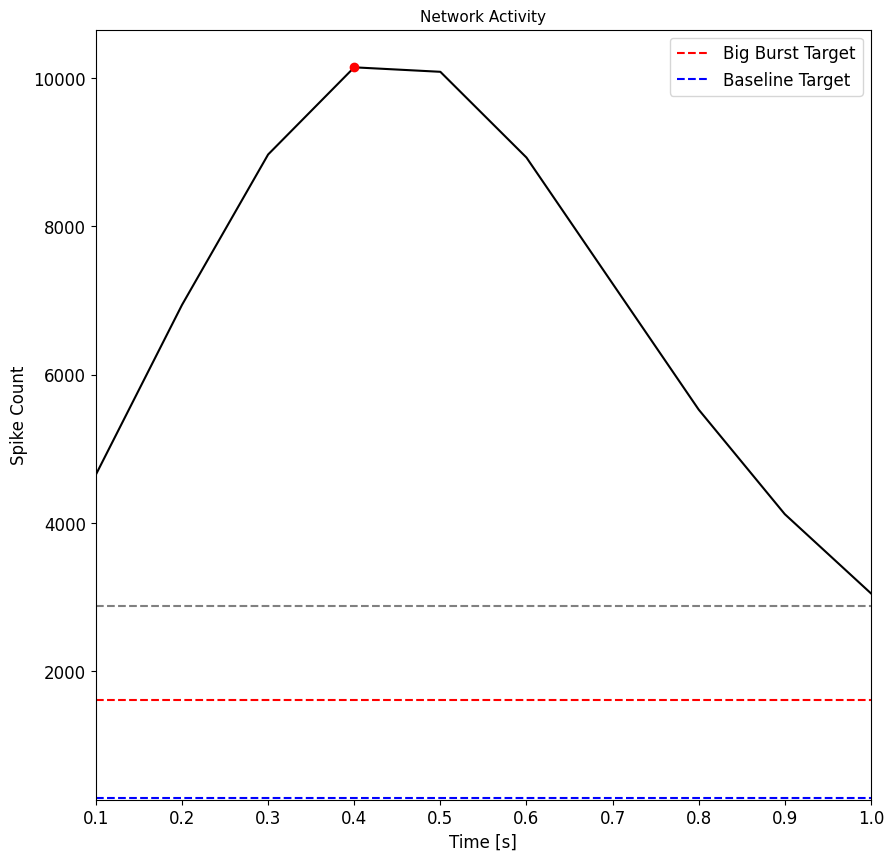 Network Activity
Big Burst Target
Baseline Target
10000
8000
6000
4000
2000
Spike Count
0.1 0.2 0.3 0.4 0.5 0.6 0.7 0.8 0.9 1.0
Time [s]